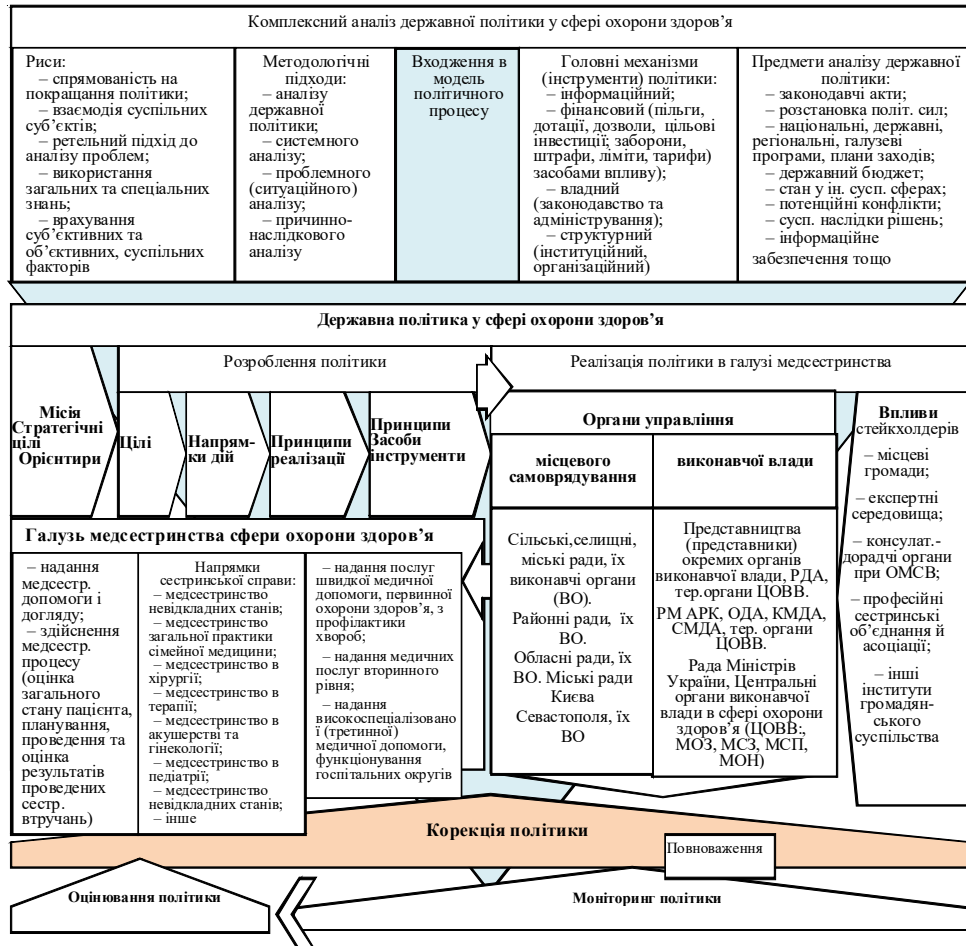 Комплексний аналіз державної політики у сфері охорони здоров’я
Риси:
– спрямованість на
покращання політики;
– взаємодія суспільних
суб’єктів;
– ретельний підхід до
аналізу проблем;
– використання
загальних та спеціальних
знань;
– врахування
суб’єктивних та
об’єктивних, суспільних
факторів
Методологічні
підходи:
– аналізу
державної
політики;
– системного
аналізу;
– проблемного
(ситуаційного)
аналізу;
– причинно-
наслідкового
аналізу
Входження в
модель
політичного
процесу
Головні механізми
(інструменти) політики:
– інформаційний;
– фінансовий (пільги,
дотації, дозволи, цільові
інвестиції; заборони,
штрафи, ліміти, тарифи)
засобами впливу);
– владний
(законодавство та
адміністрування);
– структурний
(інституційний,
організаційний)
Предмети аналізу державної
політики:
– законодавчі акти;
– розстановка політ. сил;
– національні, державні,
регіональні, галузеві
програми, плани заходів;
– державний бюджет;
– стан у ін. сусп. сферах;
– потенційні конфлікти;
– сусп. наслідки рішень;
– інформаційне
забезпечення тощо
Державна політика у сфері охорони здоров’я
Розроблення політики
Реалізація політики в галузі медсестринства
Місія
Стратегічні
цілі
Орієнтири
Цілі
Напрям-
ки дій
Принципи
реалізації
Принципи
Засоби
інструменти
Органи управління
місцевого
самоврядування
виконавчої влади
Сільські,селищні,
міські ради, їх
виконавчі органи
(ВО).
Районні ради, їх
ВО.
Обласні ради, їх
ВО. Міські ради
Києва
Севастополя, їх
ВО
Представництва
(представники)
окремих органів
виконавчої влади, РДА,
тер.органи ЦОВВ.
РМ АРК, ОДА, КМДА,
СМДА, тер. органи
ЦОВВ.
Рада Міністрів
України, Центральні
органи виконавчої
влади в сфері охорони
здоров’я (ЦОВВ:,
МОЗ, МСЗ, МСП,
МОН)
Впливи
стейкхолдерів
– місцеві
громади;
– експертні
середовища;
– консулат.-
дорадчі органи
при ОМСВ;
– професійні
сестринські
об’єднання й
асоціації;
– інші
інститути
громадян-
ського
суспільства
Галузь медсестринства сфери охорони здоров’я
– надання
медсестр.
допомоги і
догляду;
– здійснення
медсестр.
процесу
(оцінка
загального
стану пацієнта,
планування,
проведення та
оцінка
результатів
проведених
сестр.
втручань)
Напрямки
сестринської справи:
– медсестринство
невідкладних станів;
– медсестринство
загальної практики
сімейної медицини;
– медсестринство в
хірургії;
– медсестринство в
терапії;
– медсестринство в
акушерстві та
гінекології;
– медсестринство в
педіатрії;
– медсестринство
невідкладних станів;
– інше
– надання послуг
швидкої медичної
допомоги, первинної
охорони здоров’я, з
профілактики
хвороб;
– надання медичних
послуг вторинного
рівня;
– надання
високоспеціалізовано
ї (третинної)
медичної допомоги,
функціонування
госпітальних округів
Корекція політики
Повноваження
Оцінювання політики
Моніторинг політики